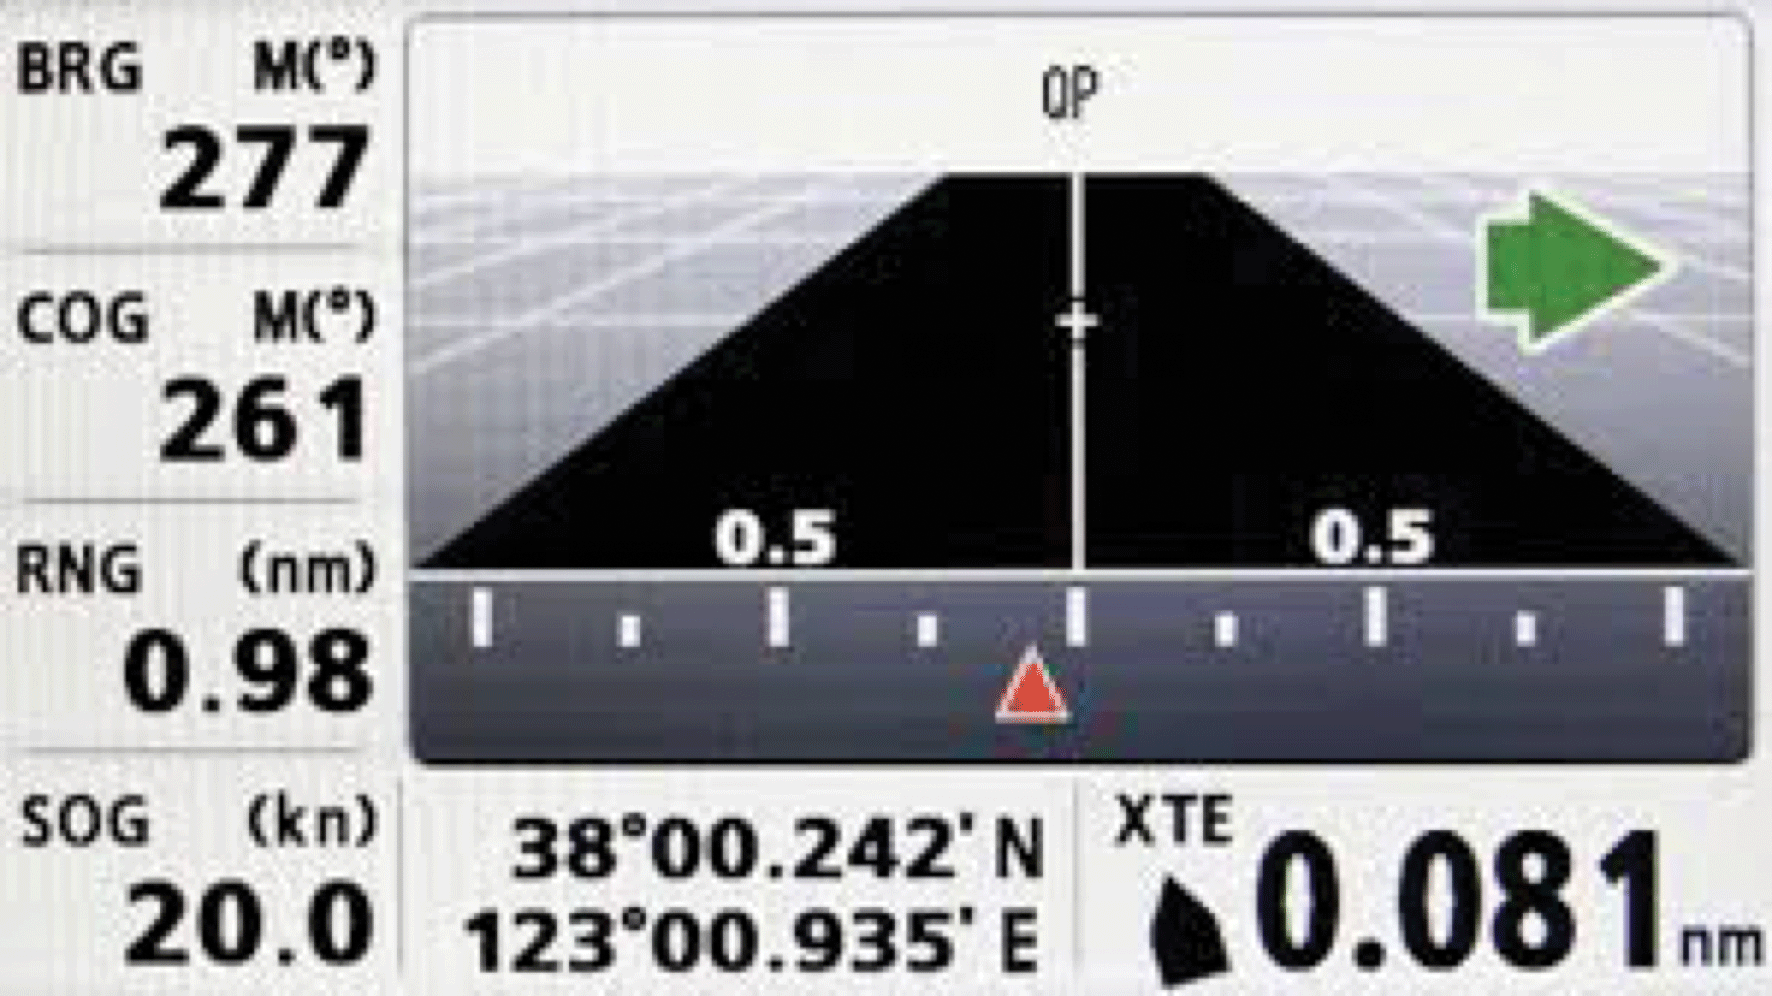 BRG M(°)
277
COG M(°)
261
RNG (nm)
0.98
SOG (kn)
20.0
OP
0.5 0.5
38°00.242' N
123°00.935' E
XTE
0.081 nm